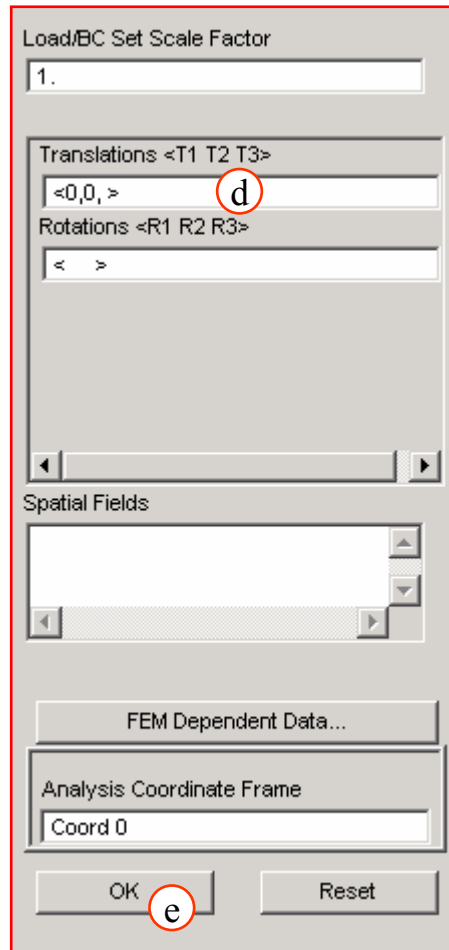 Load/BC Set Scale Factor
1.
Translations <T1 T2 T3>
<0,0, > d
Rotations <R1 R2 R3>
< >
Spatial Fields
FEM Dependent Data...
Analysis Coordinate Frame
Coord 0
OK e Reset